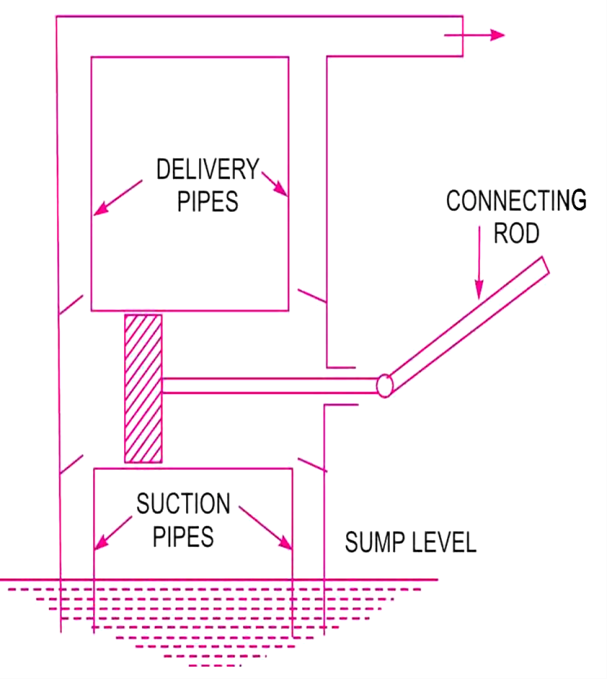 DELIVERY
PIPES
CONNECTING
ROD
SUCTION
PIPES
SUMP LEVEL